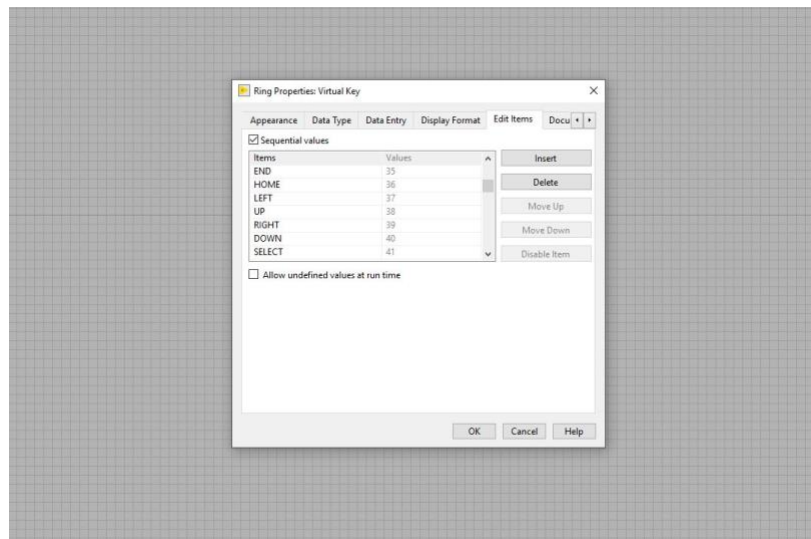 Ring Properties: Virtual Key
Appearance Data Type Data Entry Display Format Edit Items Docu
Sequential values
Items Values
END 35
HOME 36
LEFT 37
UP 38
RIGHT 39
DOWN 40
SELECT 41
Insert
Delete
Move Up
Move Down
Disable Item
Allow undefined values at run time
OK Cancel Help